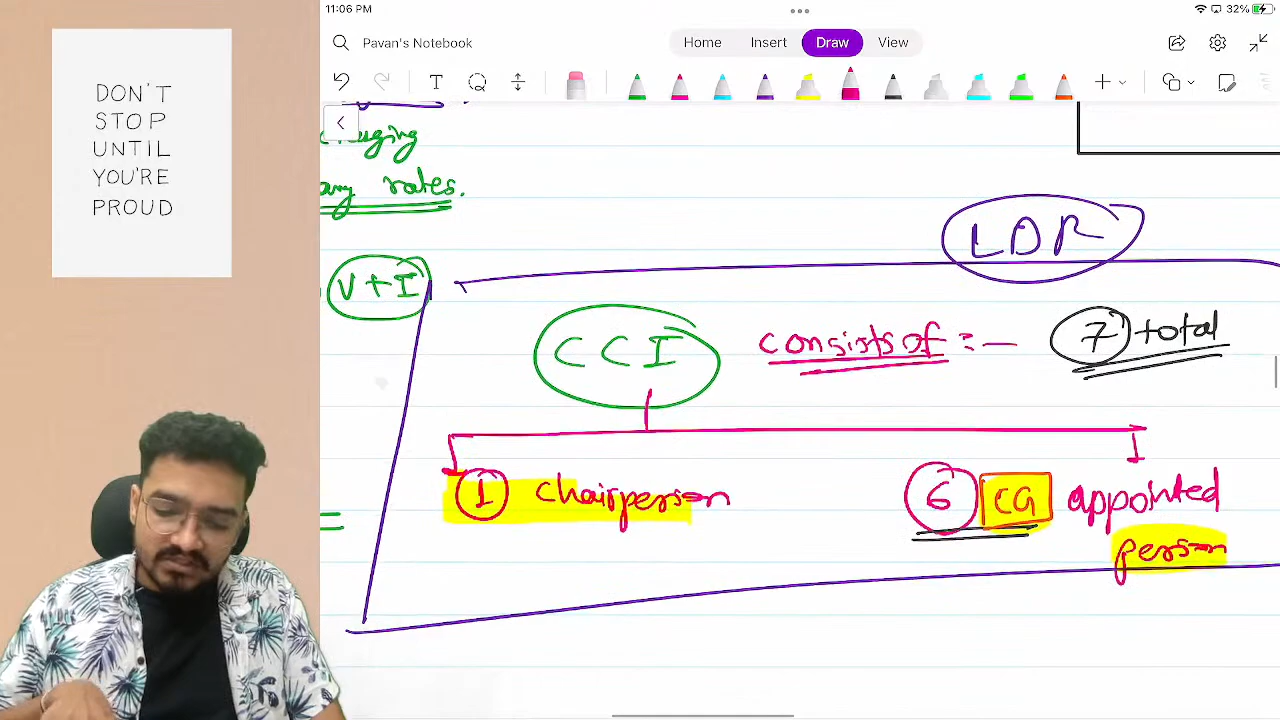 DON'T
STOP
UNTIL
YOU'RE
PROUD
11:06 PM
32%
Pavan's Notebook
Home Insert Draw View
rates.
V+I
LDR
CCI consists of :- 7 total
1 chairperson
6 CG appointed
person